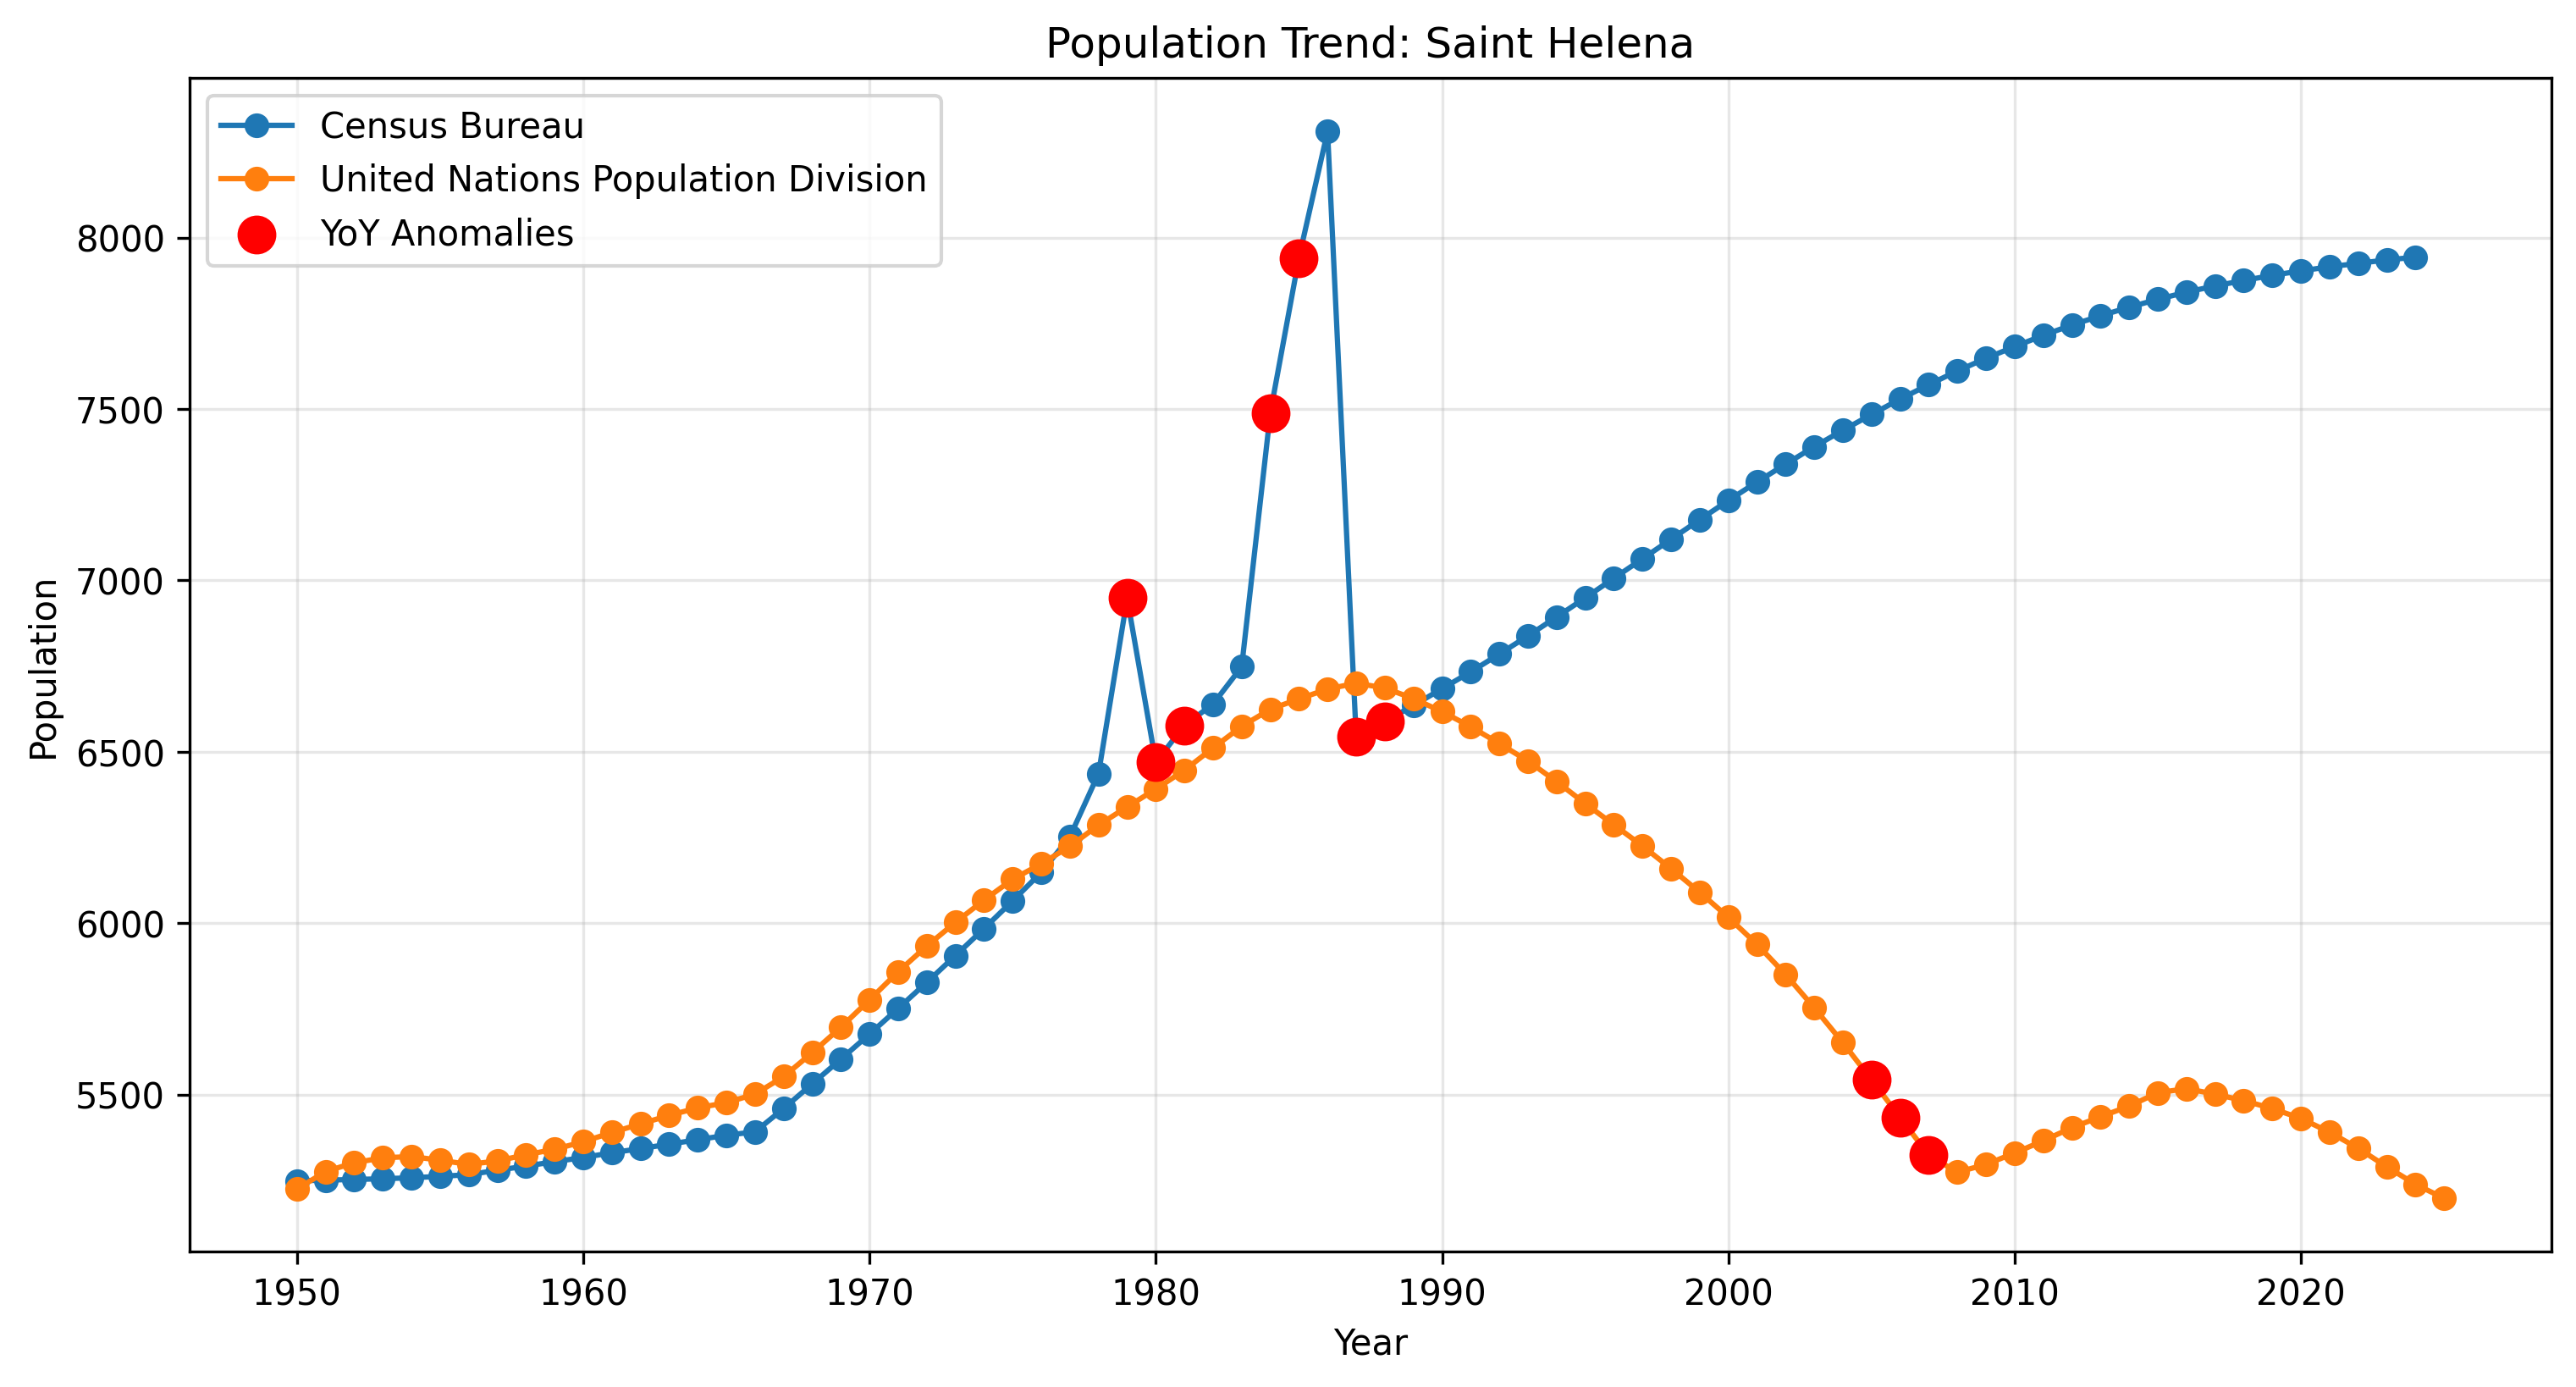 Population Trend: Saint Helena
Census Bureau
United Nations Population Division
YoY Anomalies
8000
7500
7000
6500
6000
5500
Population
1950 1960 1970 1980 1990 2000 2010 2020
Year